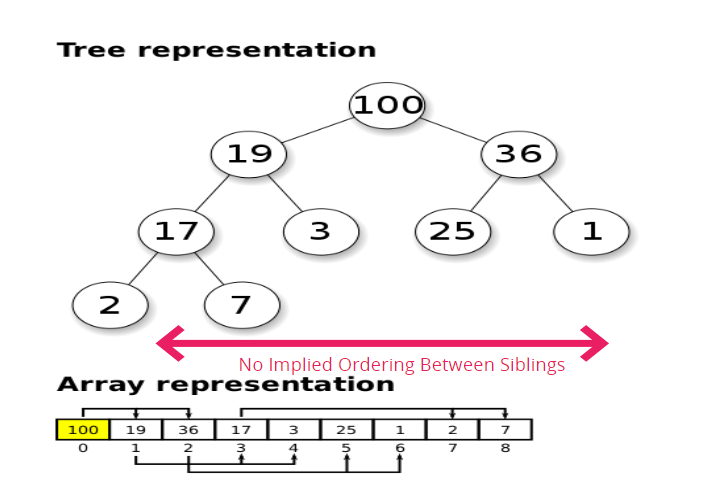 Tree representation
100
19 36
17 3 25 1
2 7
No Implied Ordering Between Siblings
Array representation
100 19 36 17 3 25 1 2 7
0 1 2 3 4 5 6 7 8